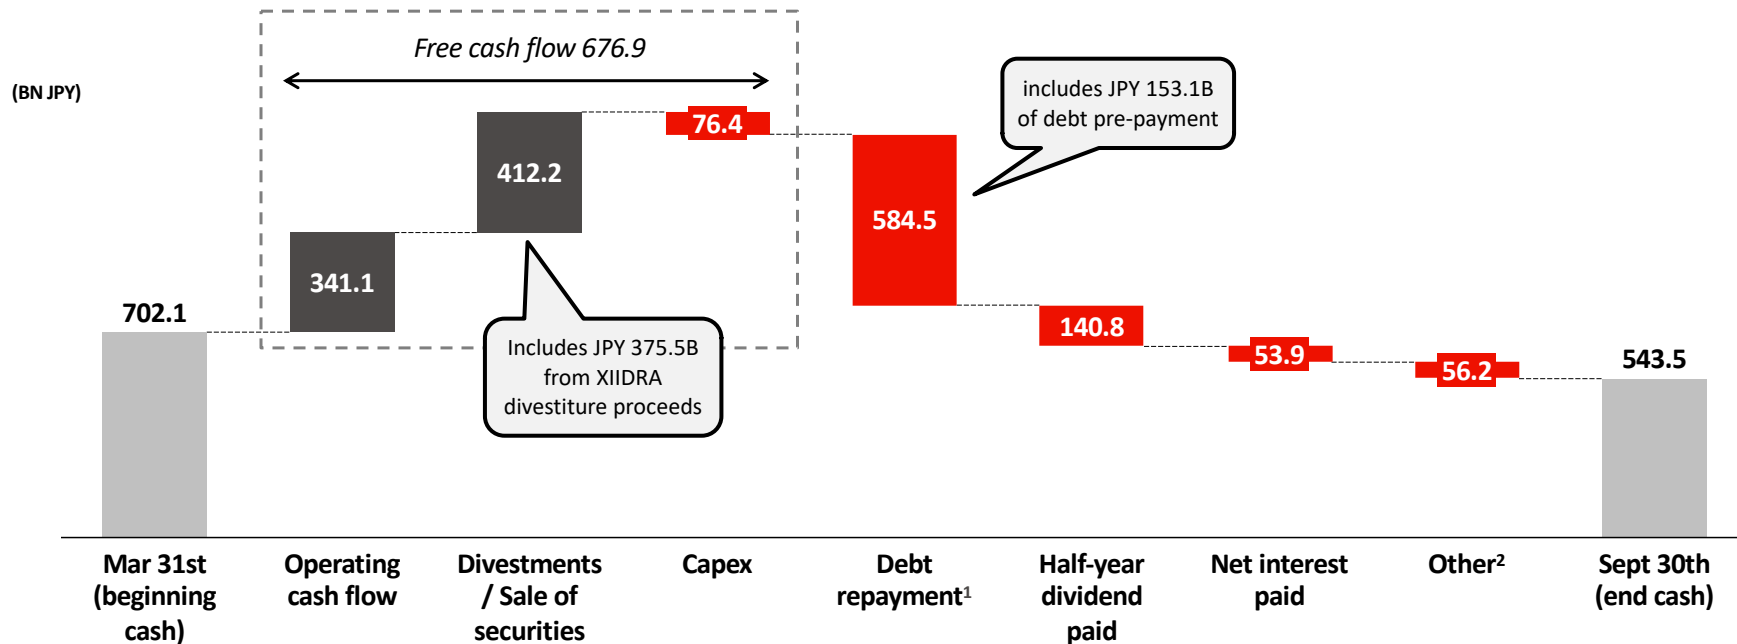 Free cash flow 676.9
(BN JPY)
includes JPY 153.1B
of debt pre-payment
76.4
412.2
584.5
341.1
702.1
Includes JPY 375.5B
from XIIDRA
divestiture proceeds
140.8
53.9
56.2
543.5
Mar 31st
(beginning
cash)
Operating
cash flow
Divestments
/ Sale of
securities
Capex
Debt
repayment¹
Half-year
dividend
paid
Net interest
paid
Other²
Sept 30th
(end cash)